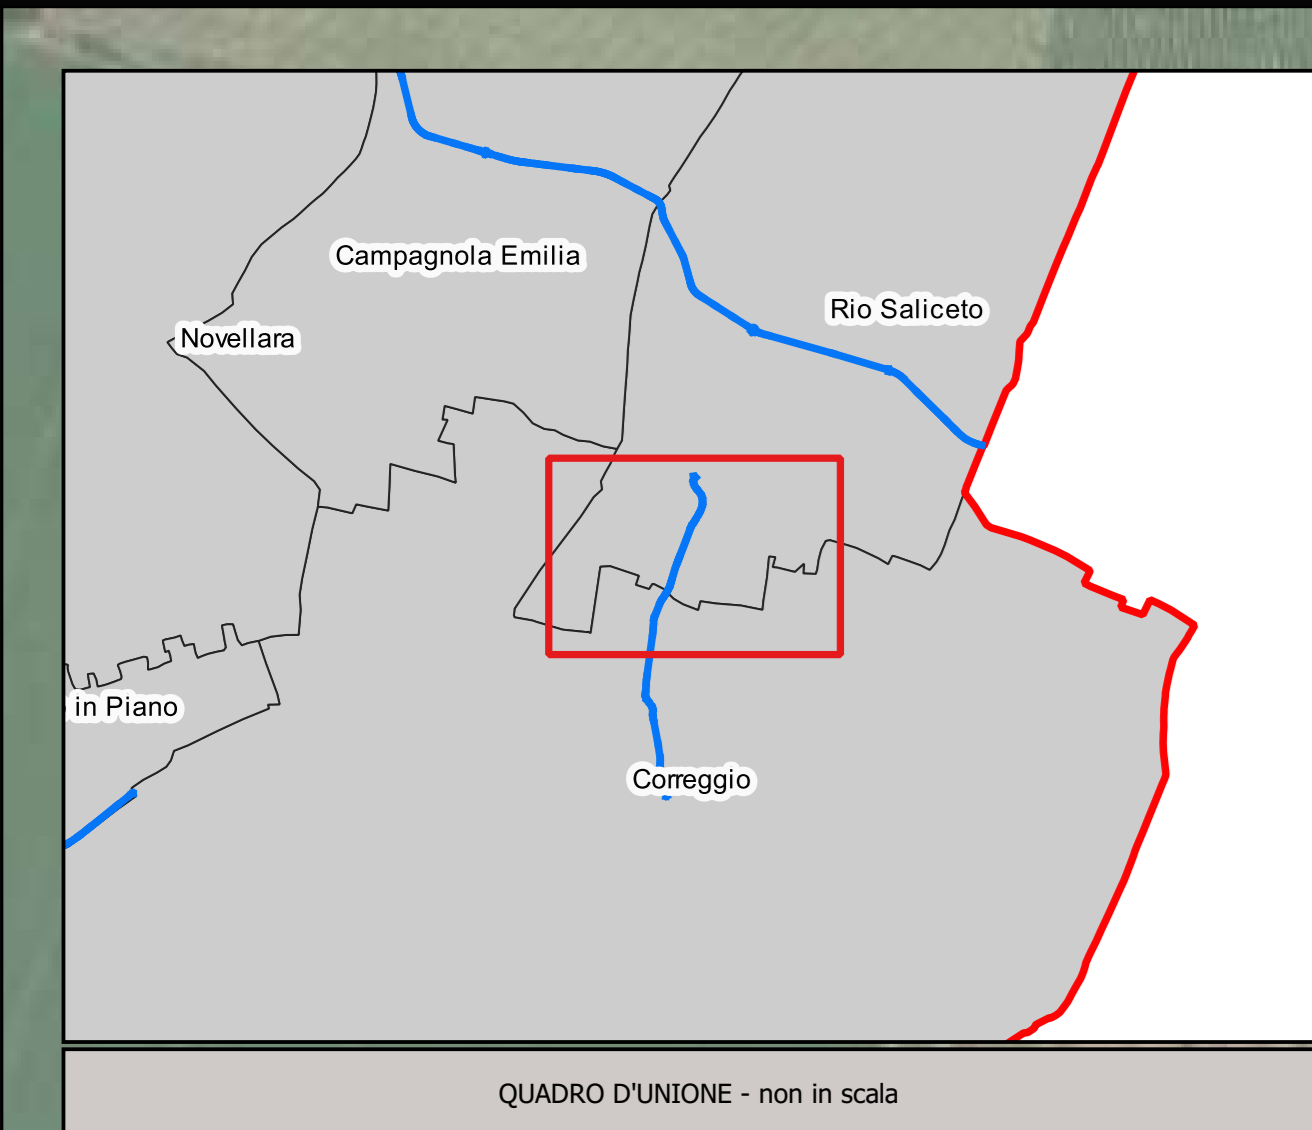 Campagnola Emilia
Rio Saliceto
Novellara
in Piano
Correggio
QUADRO D'UNIONE - non in scala